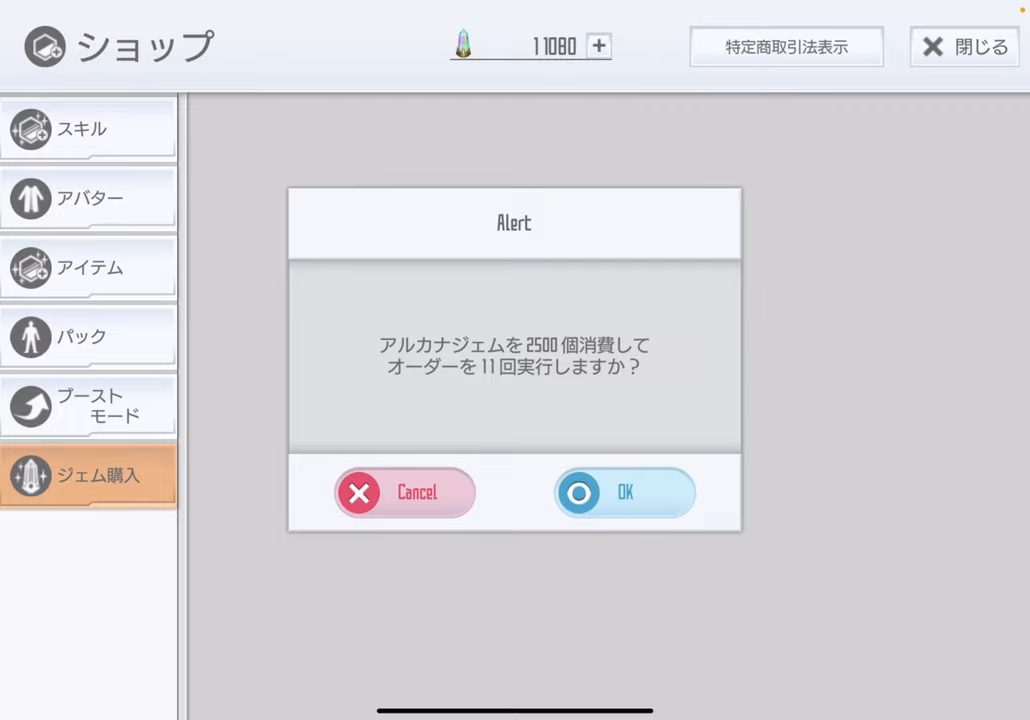 ショップ
11080
特定商取引法表示
閉じる
スキル
アバター
アイテム
パック
ブースト
モード
ジェム購入
Alert
アルカナジェムを2500個消費して
オーダーを11回実行しますか？
Cancel
OK